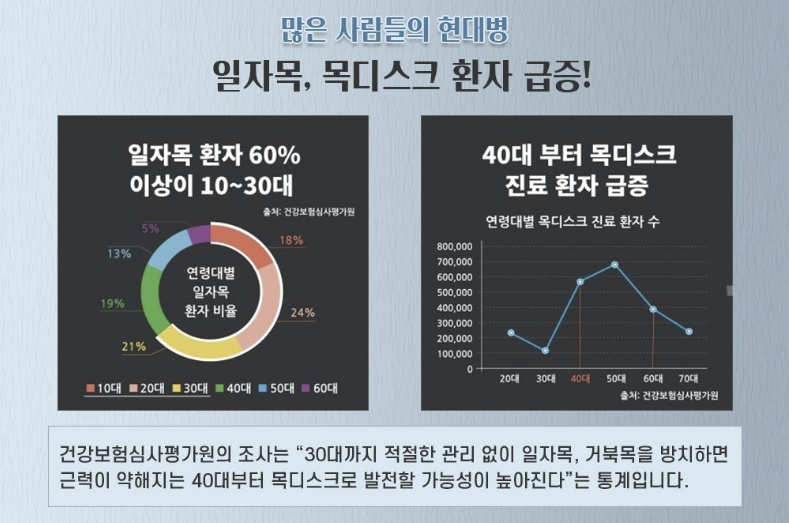 많은 사람들의 현대병
일자목, 목디스크 환자 급증!
일자목 환자 60%
이상이 10~30대
출처: 건강보험심사평가원
5%
18%
13%
연령대별
일자목
환자 비율
19%
24%
21%
10대 20대 30대 40대 50대 60대
40대 부터 목디스크
진료 환자 급증
연령대별 목디스크 진료 환자 수
800,000
700,000
600,000
500,000
400,000
300,000
200,000
100,000
0
20대 30대 40대 50대 60대 70대
출처: 건강보험심사평가원
건강보험심사평가원의 조사는 “30대까지 적절한 관리 없이 일자목, 거북목을 방치하면
근력이 약해지는 40대부터 목디스크로 발전할 가능성이 높아진다”는 통계입니다.